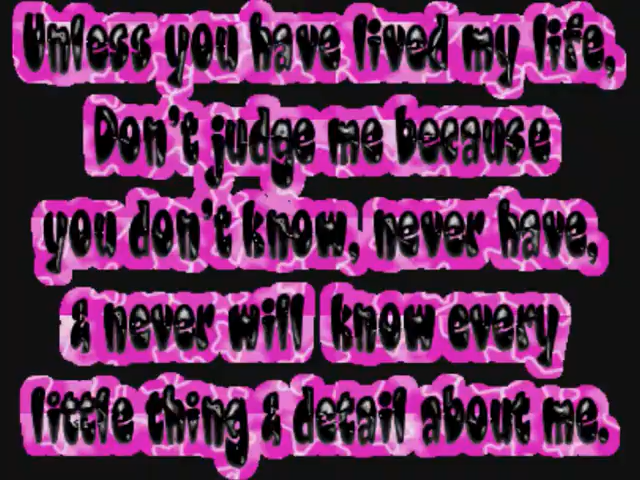 Unless you have lived my life,
Don't judge me because
you don't know, never have,
& never will know every
little thing & detail about me.